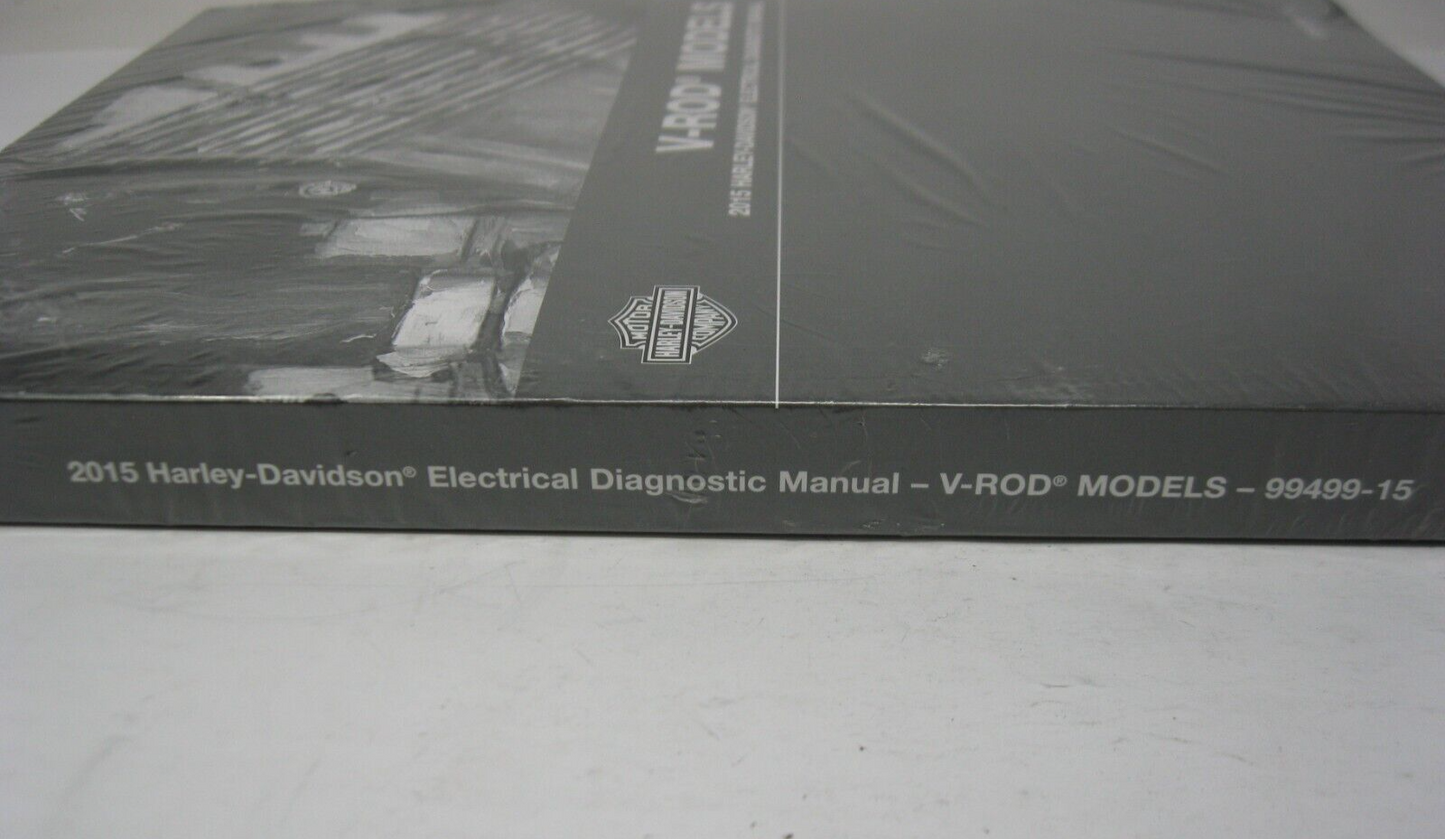 V-ROD® MODELS
2015 HARLEY-DAVIDSON® ELECTRICAL DIAGNOSTIC MANUAL
MOTOR
HARLEY-DAVIDSON
COMPANY
2015 Harley-Davidson® Electrical Diagnostic Manual – V-ROD® MODELS – 99499-15